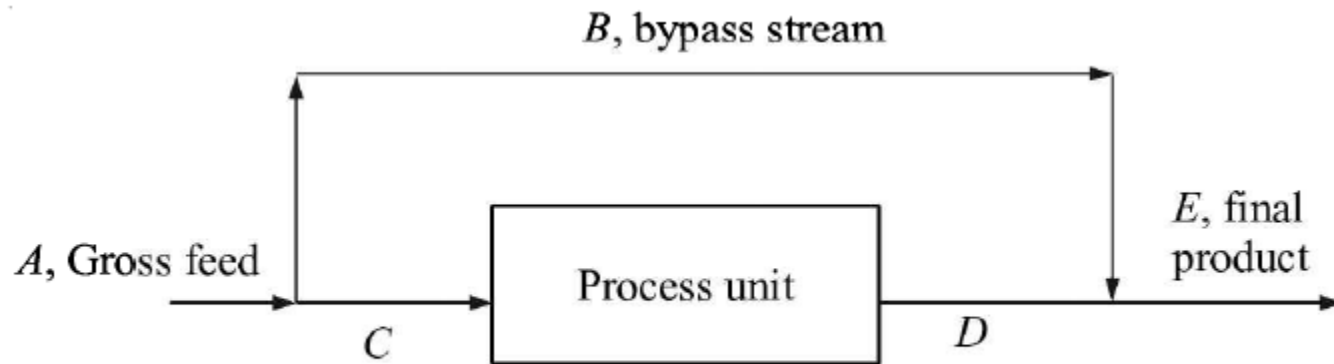 B, bypass stream
A, Gross feed
Process unit
E, final
product
C
D